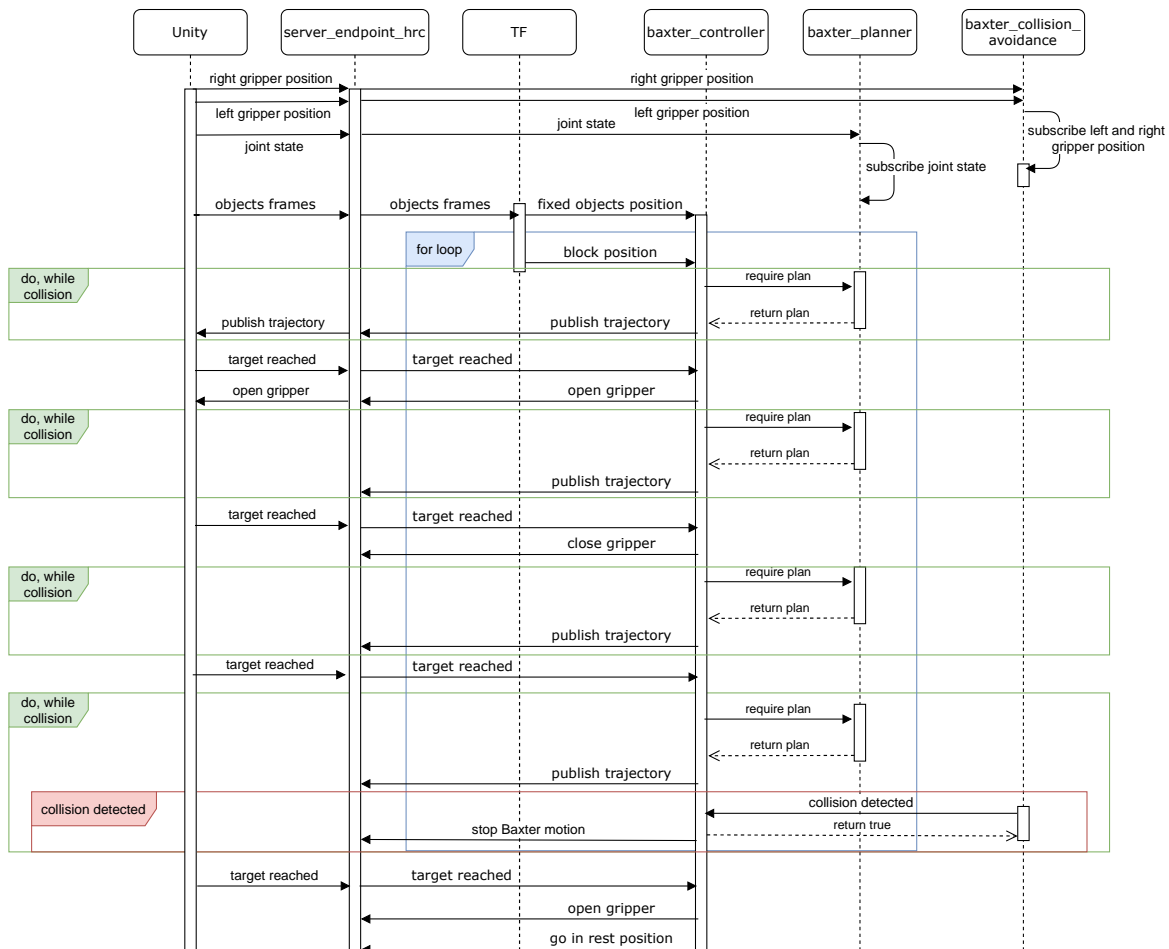 Unity
server_endpoint_hrc
TF
baxter_controller
baxter_planner
baxter_collision_
avoidance
right gripper position
right gripper position
left gripper position
left gripper position
joint state
joint state
subscribe left and right
gripper position
subscribe joint state
objects frames
objects frames
fixed objects position
for loop
block position
do, while
collision
require plan
return plan
publish trajectory
publish trajectory
target reached
target reached
open gripper
open gripper
do, while
collision
require plan
return plan
publish trajectory
target reached
target reached
close gripper
do, while
collision
require plan
return plan
publish trajectory
target reached
target reached
do, while
collision
require plan
return plan
publish trajectory
collision detected
collision detected
return true
stop Baxter motion
target reached
target reached
open gripper
go in rest position